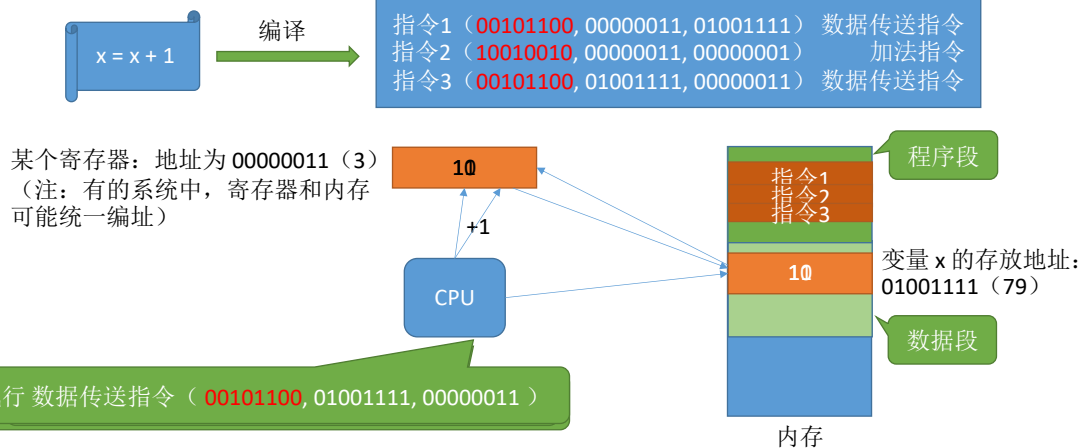 x = x + 1
编译
指令1（00101100, 00000011, 01001111） 数据传送指令
指令2（10010010, 00000011, 00000001） 加法指令
指令3（00101100, 01001111, 00000011） 数据传送指令
某个寄存器：地址为 00000011（3）
（注：有的系统中，寄存器和内存
可能统一编址）
+1
CPU
程序段
指令1
指令2
指令3
变量 x 的存放地址：
01001111（79）
数据段
行 数据传送指令（ 00101100, 01001111, 00000011 ）
内存